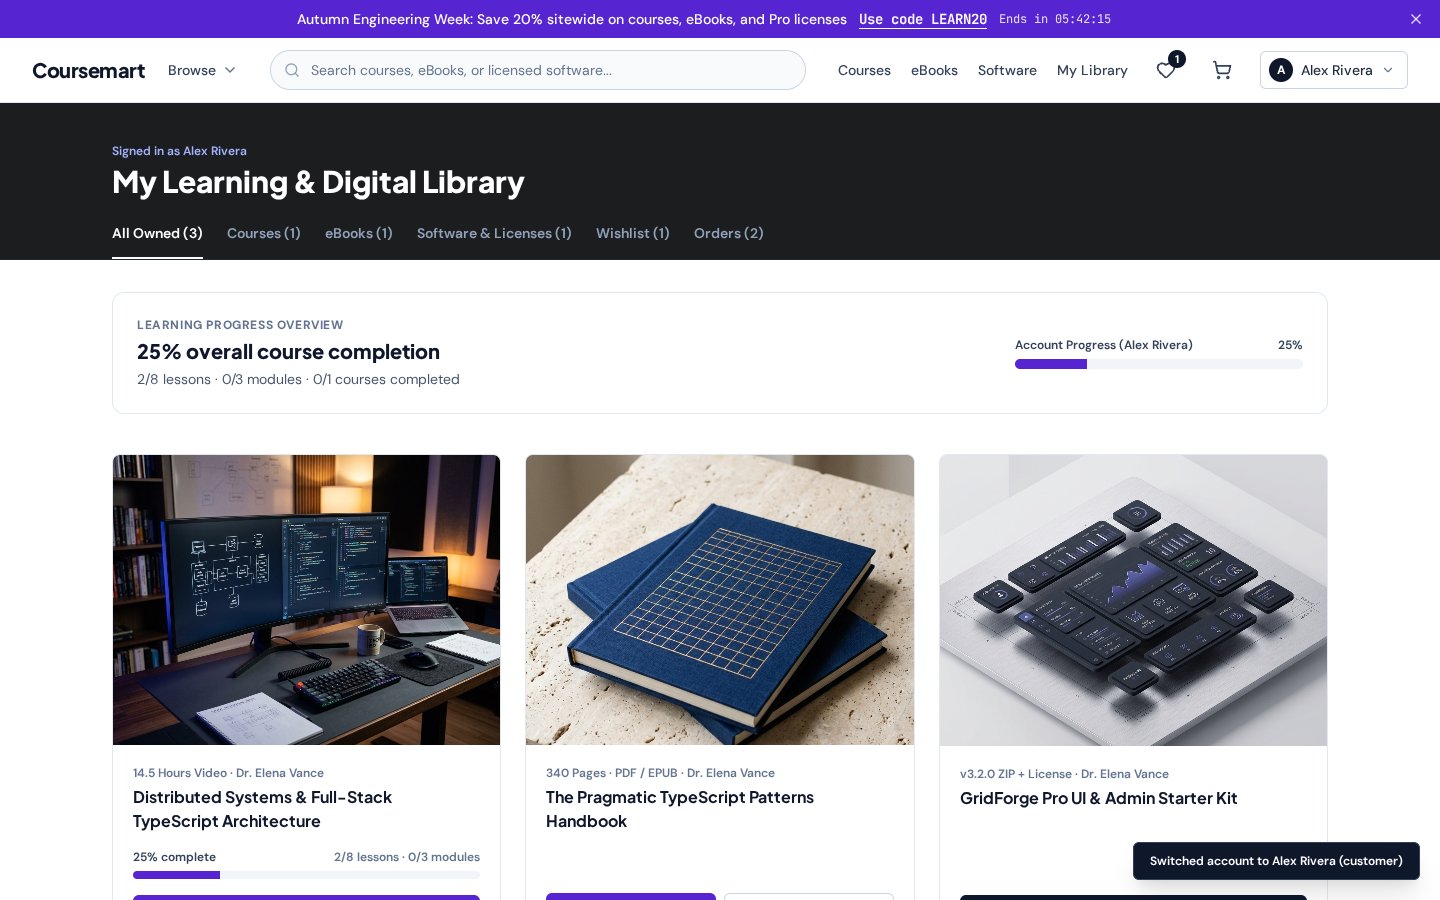 Autumn Engineering Week: Save 20% sitewide on courses, eBooks, and Pro licenses Use code LEARN20 Ends in 05:42:15
Coursemart Browse Search courses, eBooks, or licensed software... Courses eBooks Software My Library 1 A Alex Rivera
Signed in as Alex Rivera
My Learning & Digital Library
All Owned (3) Courses (1) eBooks (1) Software & Licenses (1) Wishlist (1) Orders (2)
LEARNING PROGRESS OVERVIEW
25% overall course completion
2/8 lessons · 0/3 modules · 0/1 courses completed
Account Progress (Alex Rivera) 25%
14.5 Hours Video · Dr. Elena Vance
Distributed Systems & Full-Stack
TypeScript Architecture
25% complete 2/8 lessons · 0/3 modules
340 Pages · PDF / EPUB · Dr. Elena Vance
The Pragmatic TypeScript Patterns
Handbook
v3.2.0 ZIP + License · Dr. Elena Vance
GridForge Pro UI & Admin Starter Kit
Switched account to Alex Rivera (customer)